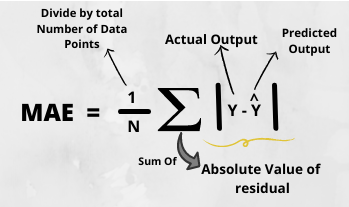 Divide by total
Number of Data
Points
Actual Output
Predicted
Output
MAE = 1/N ∑ |Y - Ŷ|
Sum Of
Absolute Value of
residual